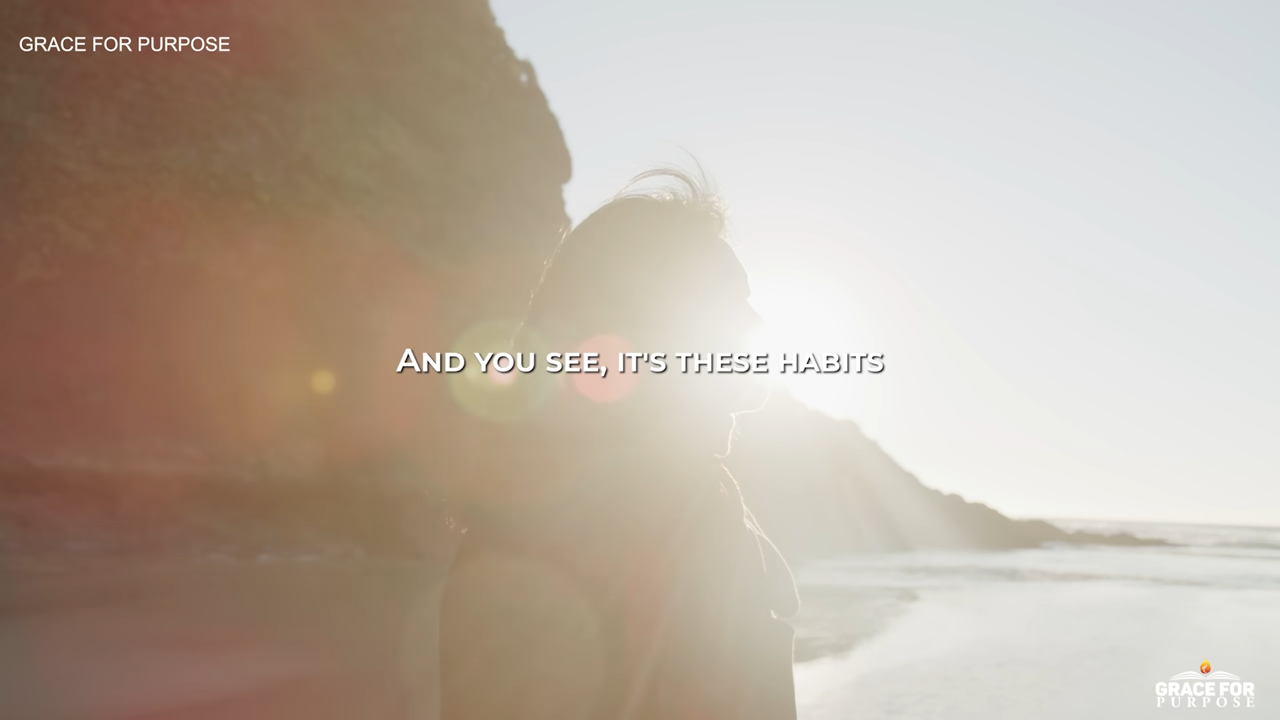 GRACE FOR PURPOSE
AND YOU SEE, IT'S THESE HABITS
GRACE FOR
PURPOSE